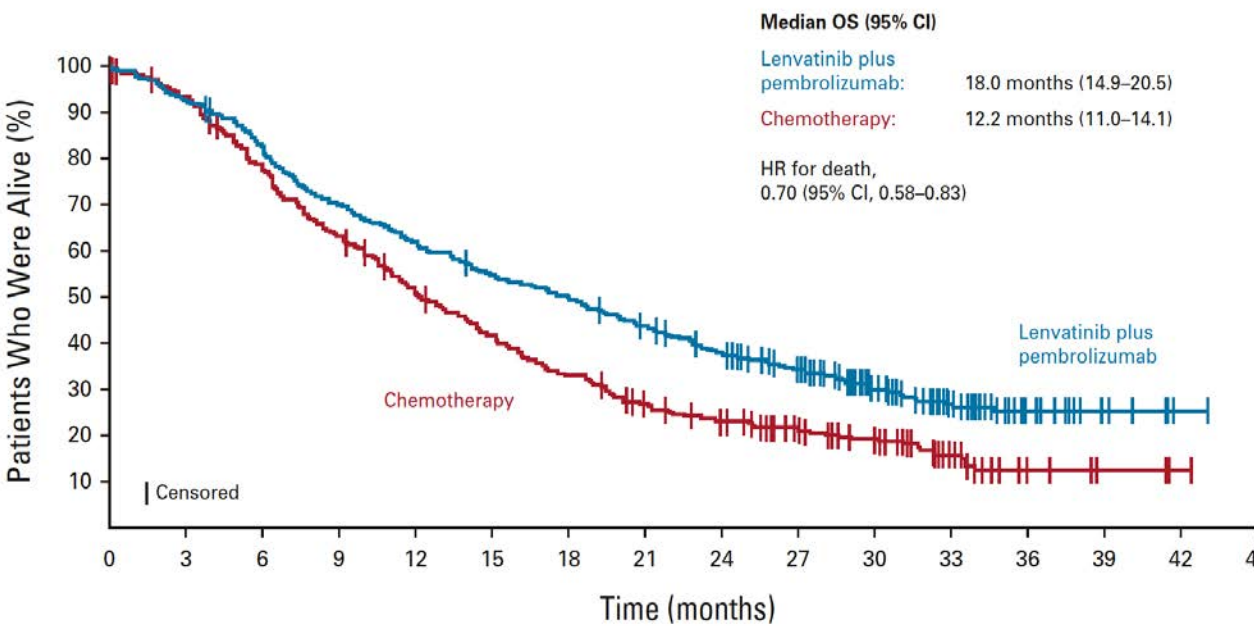 Median OS (95% CI)
Lenvatinib plus
pembrolizumab: 18.0 months (14.9–20.5)
Chemotherapy: 12.2 months (11.0–14.1)
HR for death,
0.70 (95% CI, 0.58–0.83)
Patients Who Were Alive (%)
100
90
80
70
60
50
40
30
20
10
Lenvatinib plus
pembrolizumab
Chemotherapy
Censored
0 3 6 9 12 15 18 21 24 27 30 33 36 39 42 4
Time (months)